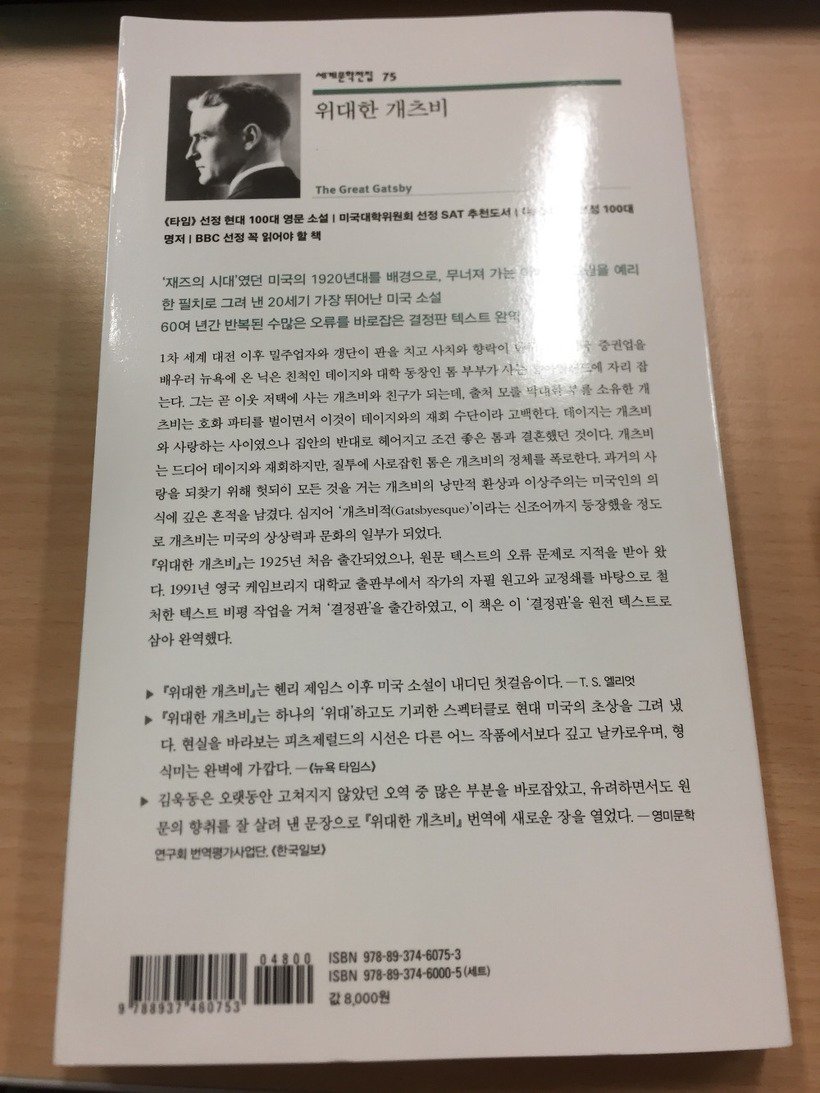 세계문학전집 75
위대한 개츠비
The Great Gatsby
《타임》 선정 현대 100대 영문 소설 | 미국대학위원회 선정 SAT 추천도서 | 100대
명저 | BBC 선정 꼭 읽어야 할 책
‘재즈의 시대’였던 미국의 1920년대를 배경으로, 무너져 가는 예리
한 필치로 그려 낸 20세기 가장 뛰어난 미국 소설
60여 년간 반복된 수많은 오류를 바로잡은 결정판 텍스트 완역
1차 세계 대전 이후 밀주업자와 갱단이 판을 치고 사치와 향락이 증권업을
배우러 뉴욕에 온 닉은 친척인 데이지와 대학 동창인 톰 부부가 사는 자리 잡
는다. 그는 곧 이웃 저택에 사는 개츠비와 친구가 되는데, 출처 모를 막대한 부를 소유한 개
츠비는 호화 파티를 벌이면서 이것이 데이지와의 재회 수단이라 고백한다. 데이지는 개츠비
와 사랑하는 사이였으나 집안의 반대로 헤어지고 조건 좋은 톰과 결혼했던 것이다. 개츠비
는 드디어 데이지와 재회하지만, 질투에 사로잡힌 톰은 개츠비의 정체를 폭로한다. 과거의 사
랑을 되찾기 위해 헛되이 모든 것을 거는 개츠비의 낭만적 환상과 이상주의는 미국인의 의
식에 깊은 흔적을 남겼다. 심지어 ‘개츠비적(Gatsbyesque)’이라는 신조어까지 등장했을 정도
로 개츠비는 미국의 상상력과 문화의 일부가 되었다.
『위대한 개츠비』는 1925년 처음 출간되었으나, 원문 텍스트의 오류 문제로 지적을 받아 왔
다. 1991년 영국 케임브리지 대학교 출판부에서 작가의 자필 원고와 교정쇄를 바탕으로 철
처한 텍스트 비평 작업을 거쳐 ‘결정판’을 출간하였고, 이 책은 이 ‘결정판’을 원전 텍스트로
삼아 완역했다.
▶ 『위대한 개츠비』는 헨리 제임스 이후 미국 소설이 내디딘 첫걸음이다. —T. S. 엘리엇
▶ 『위대한 개츠비』는 하나의 ‘위대’하고도 기괴한 스펙터클로 현대 미국의 초상을 그려 냈
다. 현실을 바라보는 피츠제럴드의 시선은 다른 어느 작품에서보다 깊고 날카로우며, 형
식미는 완벽에 가깝다. —《뉴욕 타임스》
▶ 김욱동은 오랫동안 고쳐지지 않았던 오역 중 많은 부분을 바로잡았고, 유려하면서도 원
문의 향취를 잘 살려 낸 문장으로 『위대한 개츠비』 번역에 새로운 장을 열었다. — 영미문학
연구회 번역평가사업단, 《한국일보》
04800
9 788937 460753
ISBN 978-89-374-6075-3
ISBN 978-89-374-6000-5 (세트)
값 8,000원